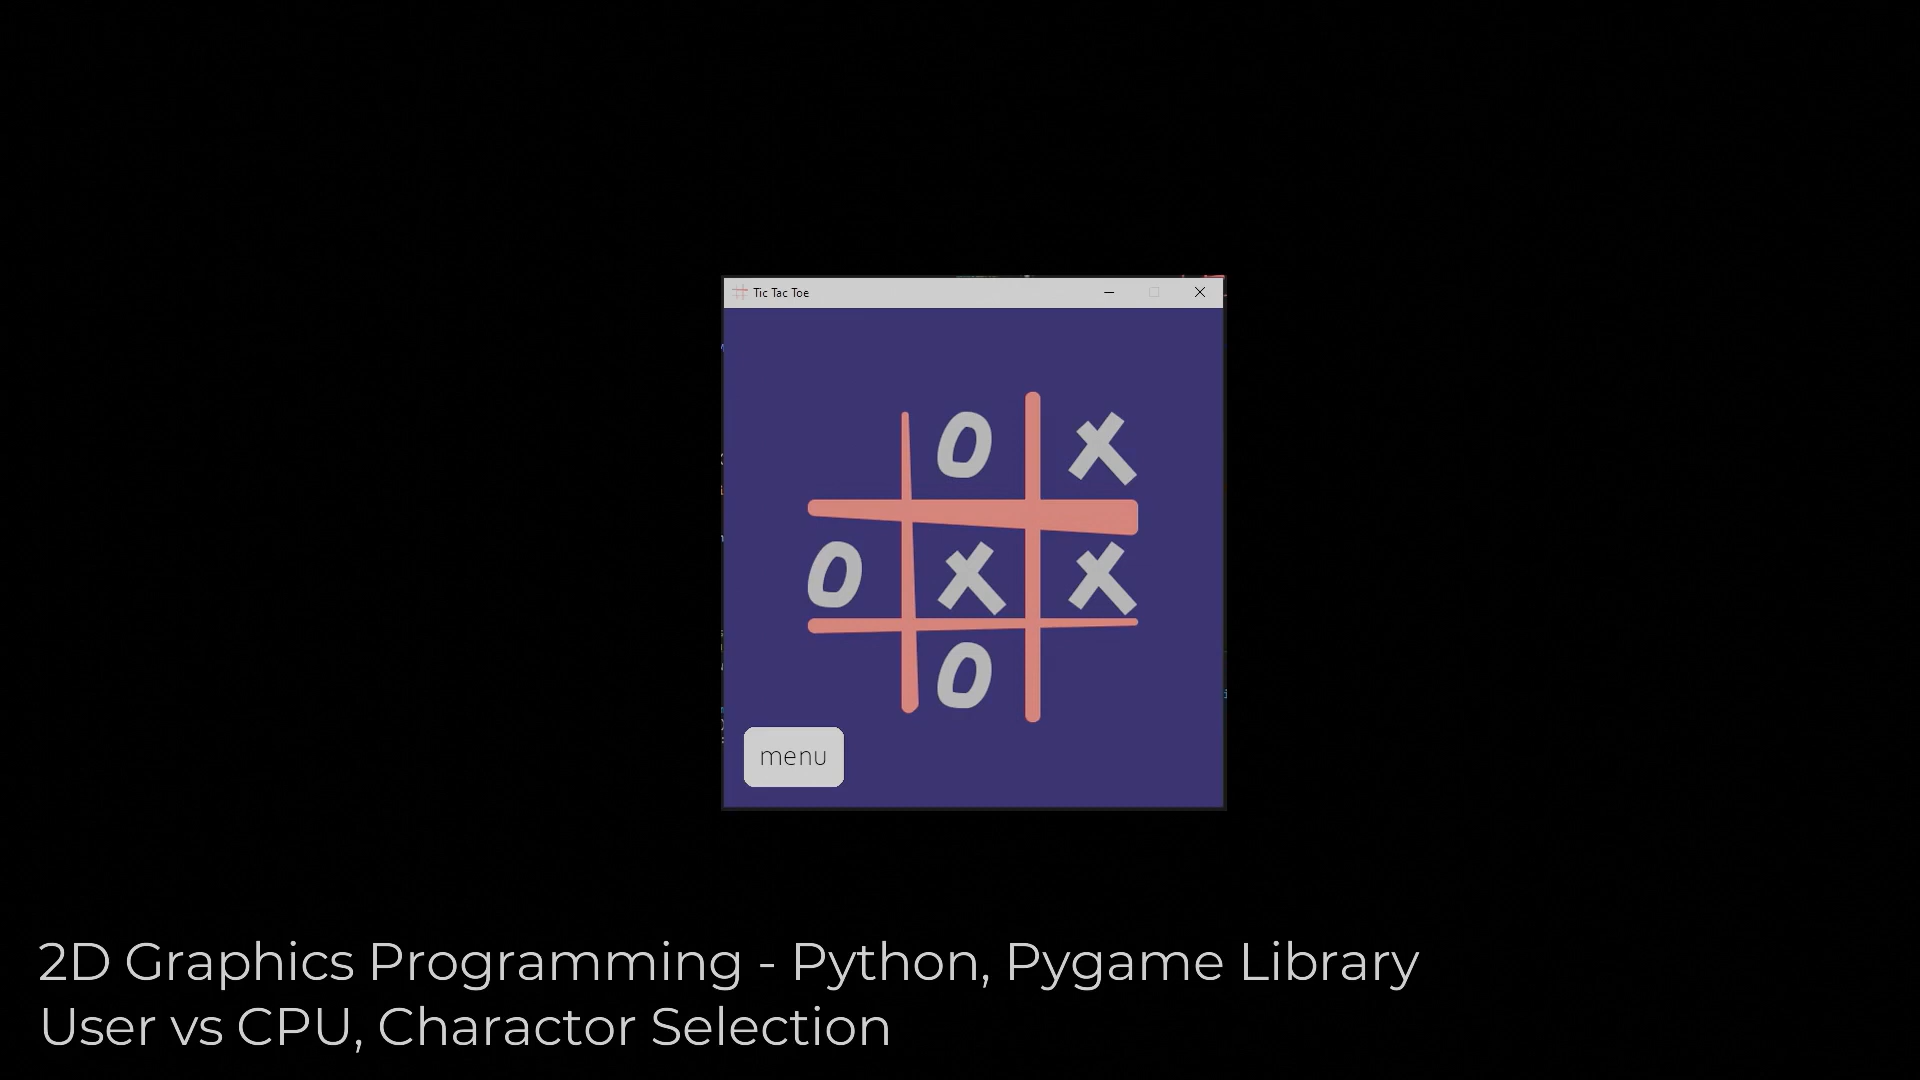 Tic Tac Toe
O X
O X X
O
menu
2D Graphics Programming - Python, Pygame Library
User vs CPU, Charactor Selection